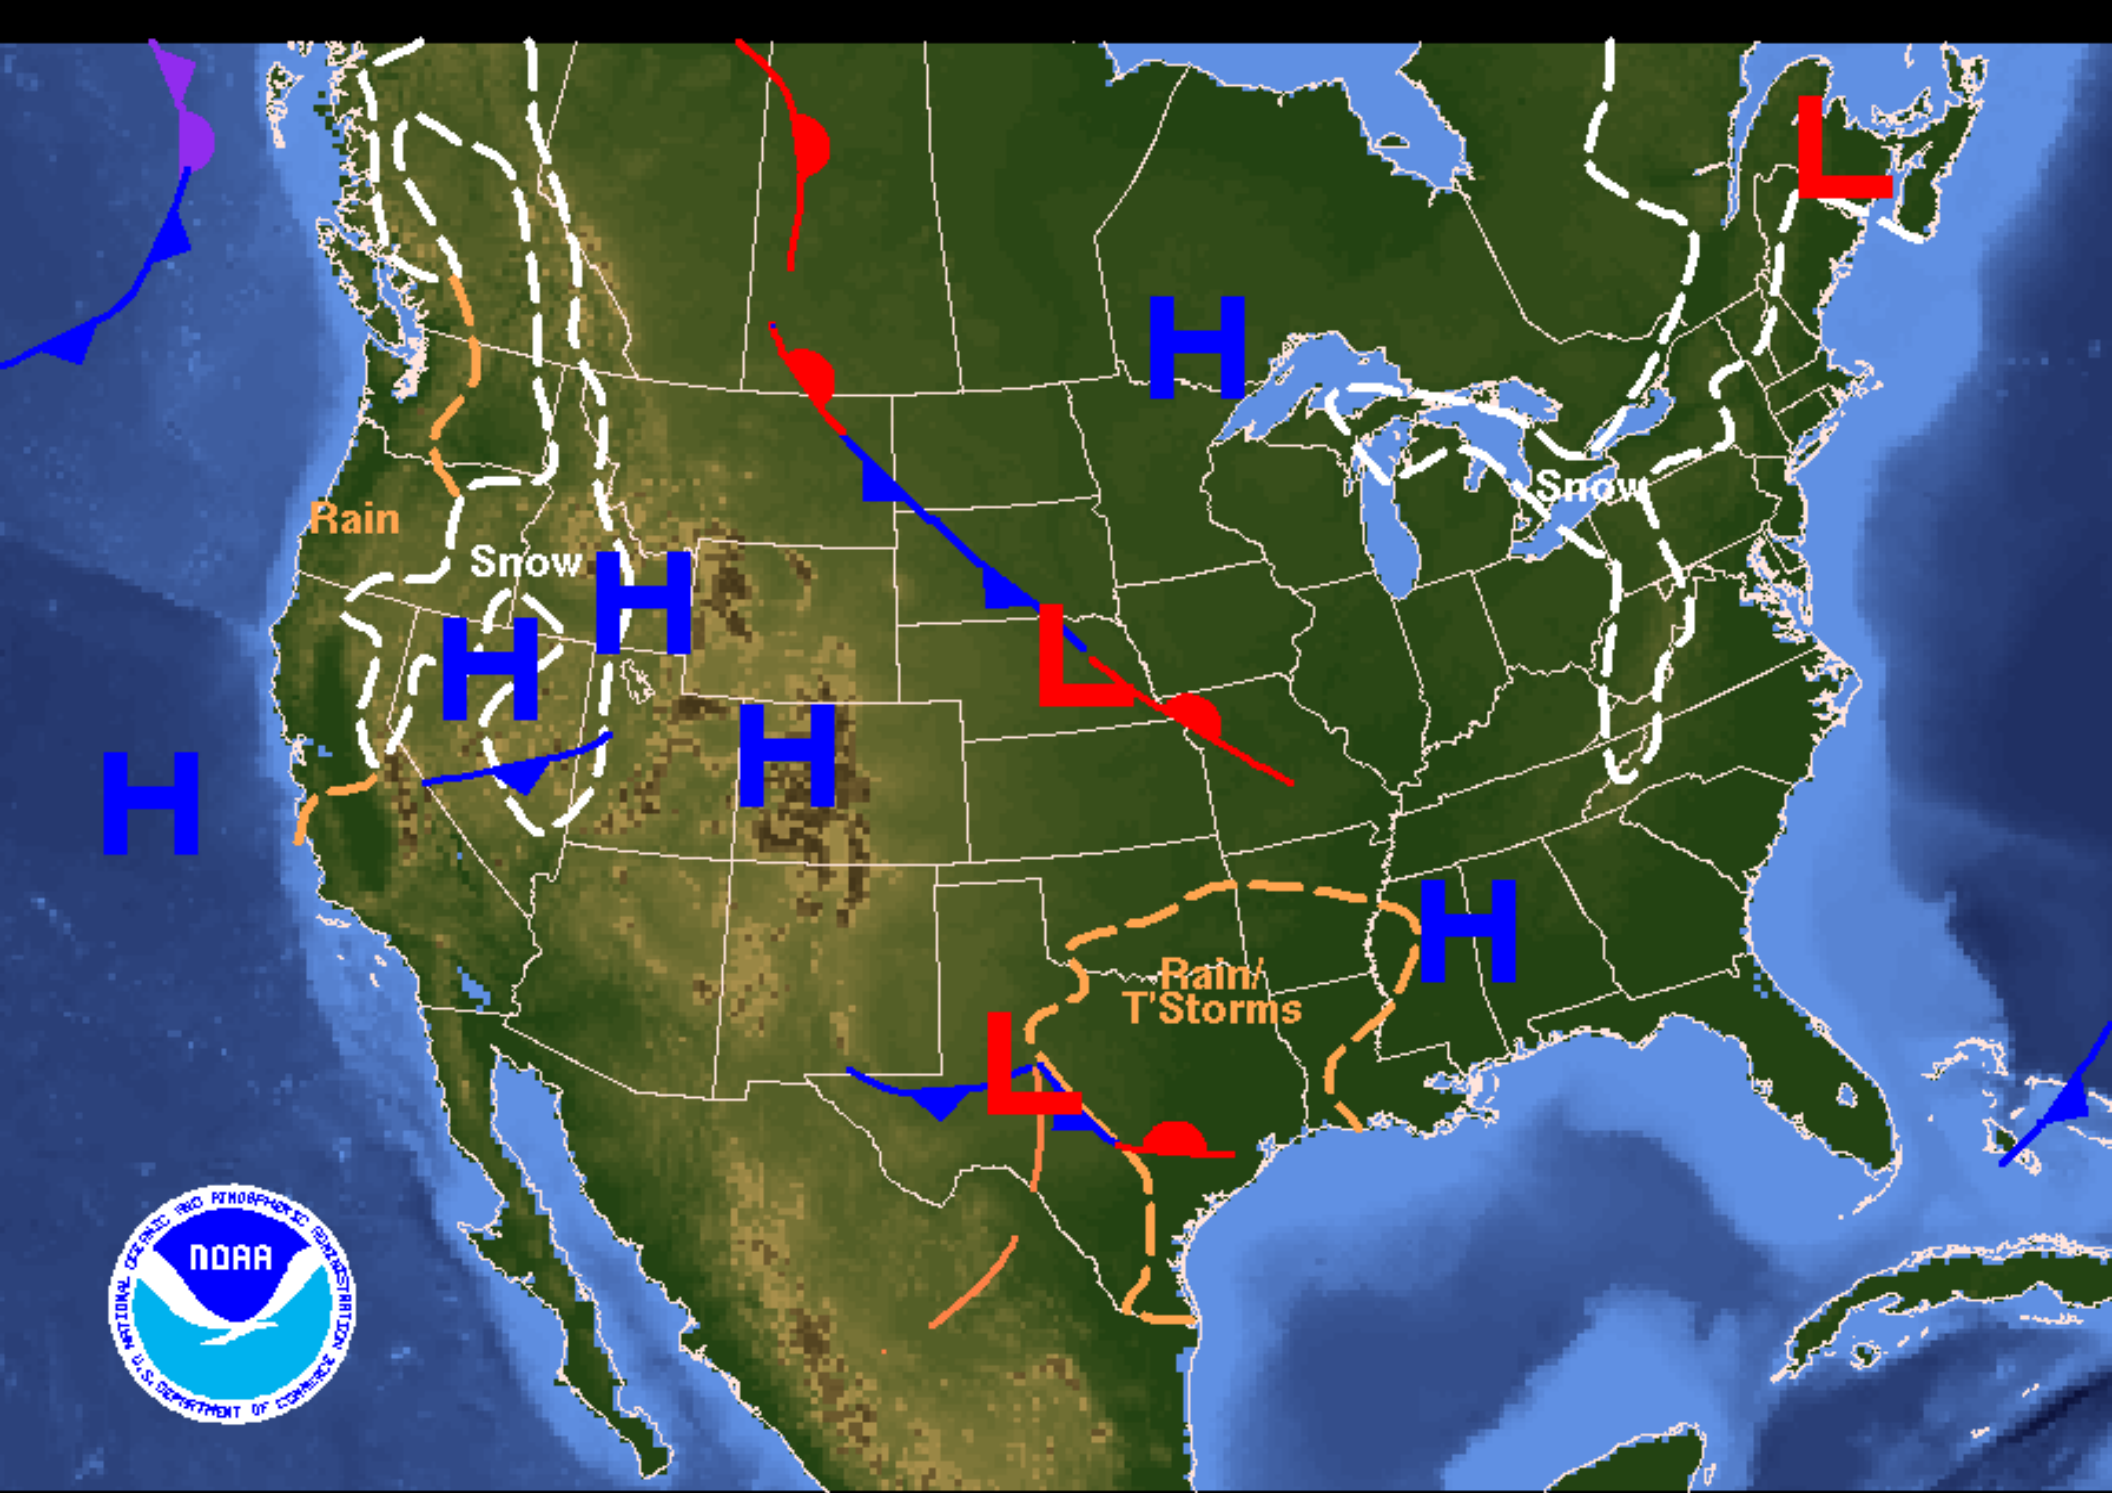 L
H
Rain
Snow
Snow
H
H
L
H
H
H
Rain/
T'Storms
L
NOAA
NATIONAL OCEANIC AND ATMOSPHERIC ADMINISTRATION
U.S. DEPARTMENT OF COMMERCE